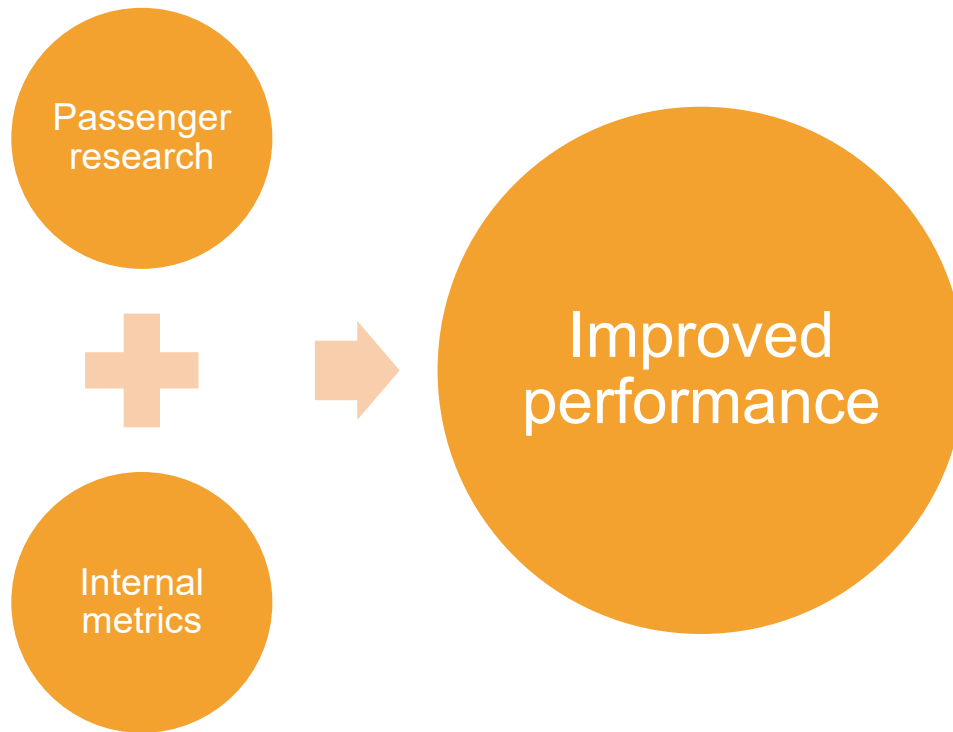 Passenger
research
Internal
metrics
Improved
performance